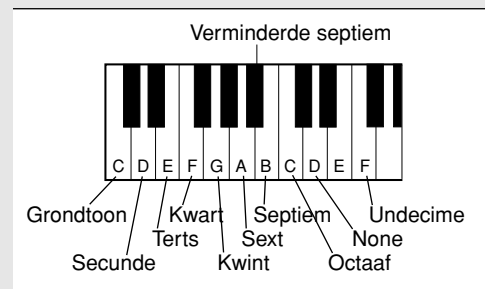 Verminderde septiem
C D E F G A B C D E F
Grondtoon Kwart Septiem Undecime
Terts Sext None
Secunde Kwint Octaaf